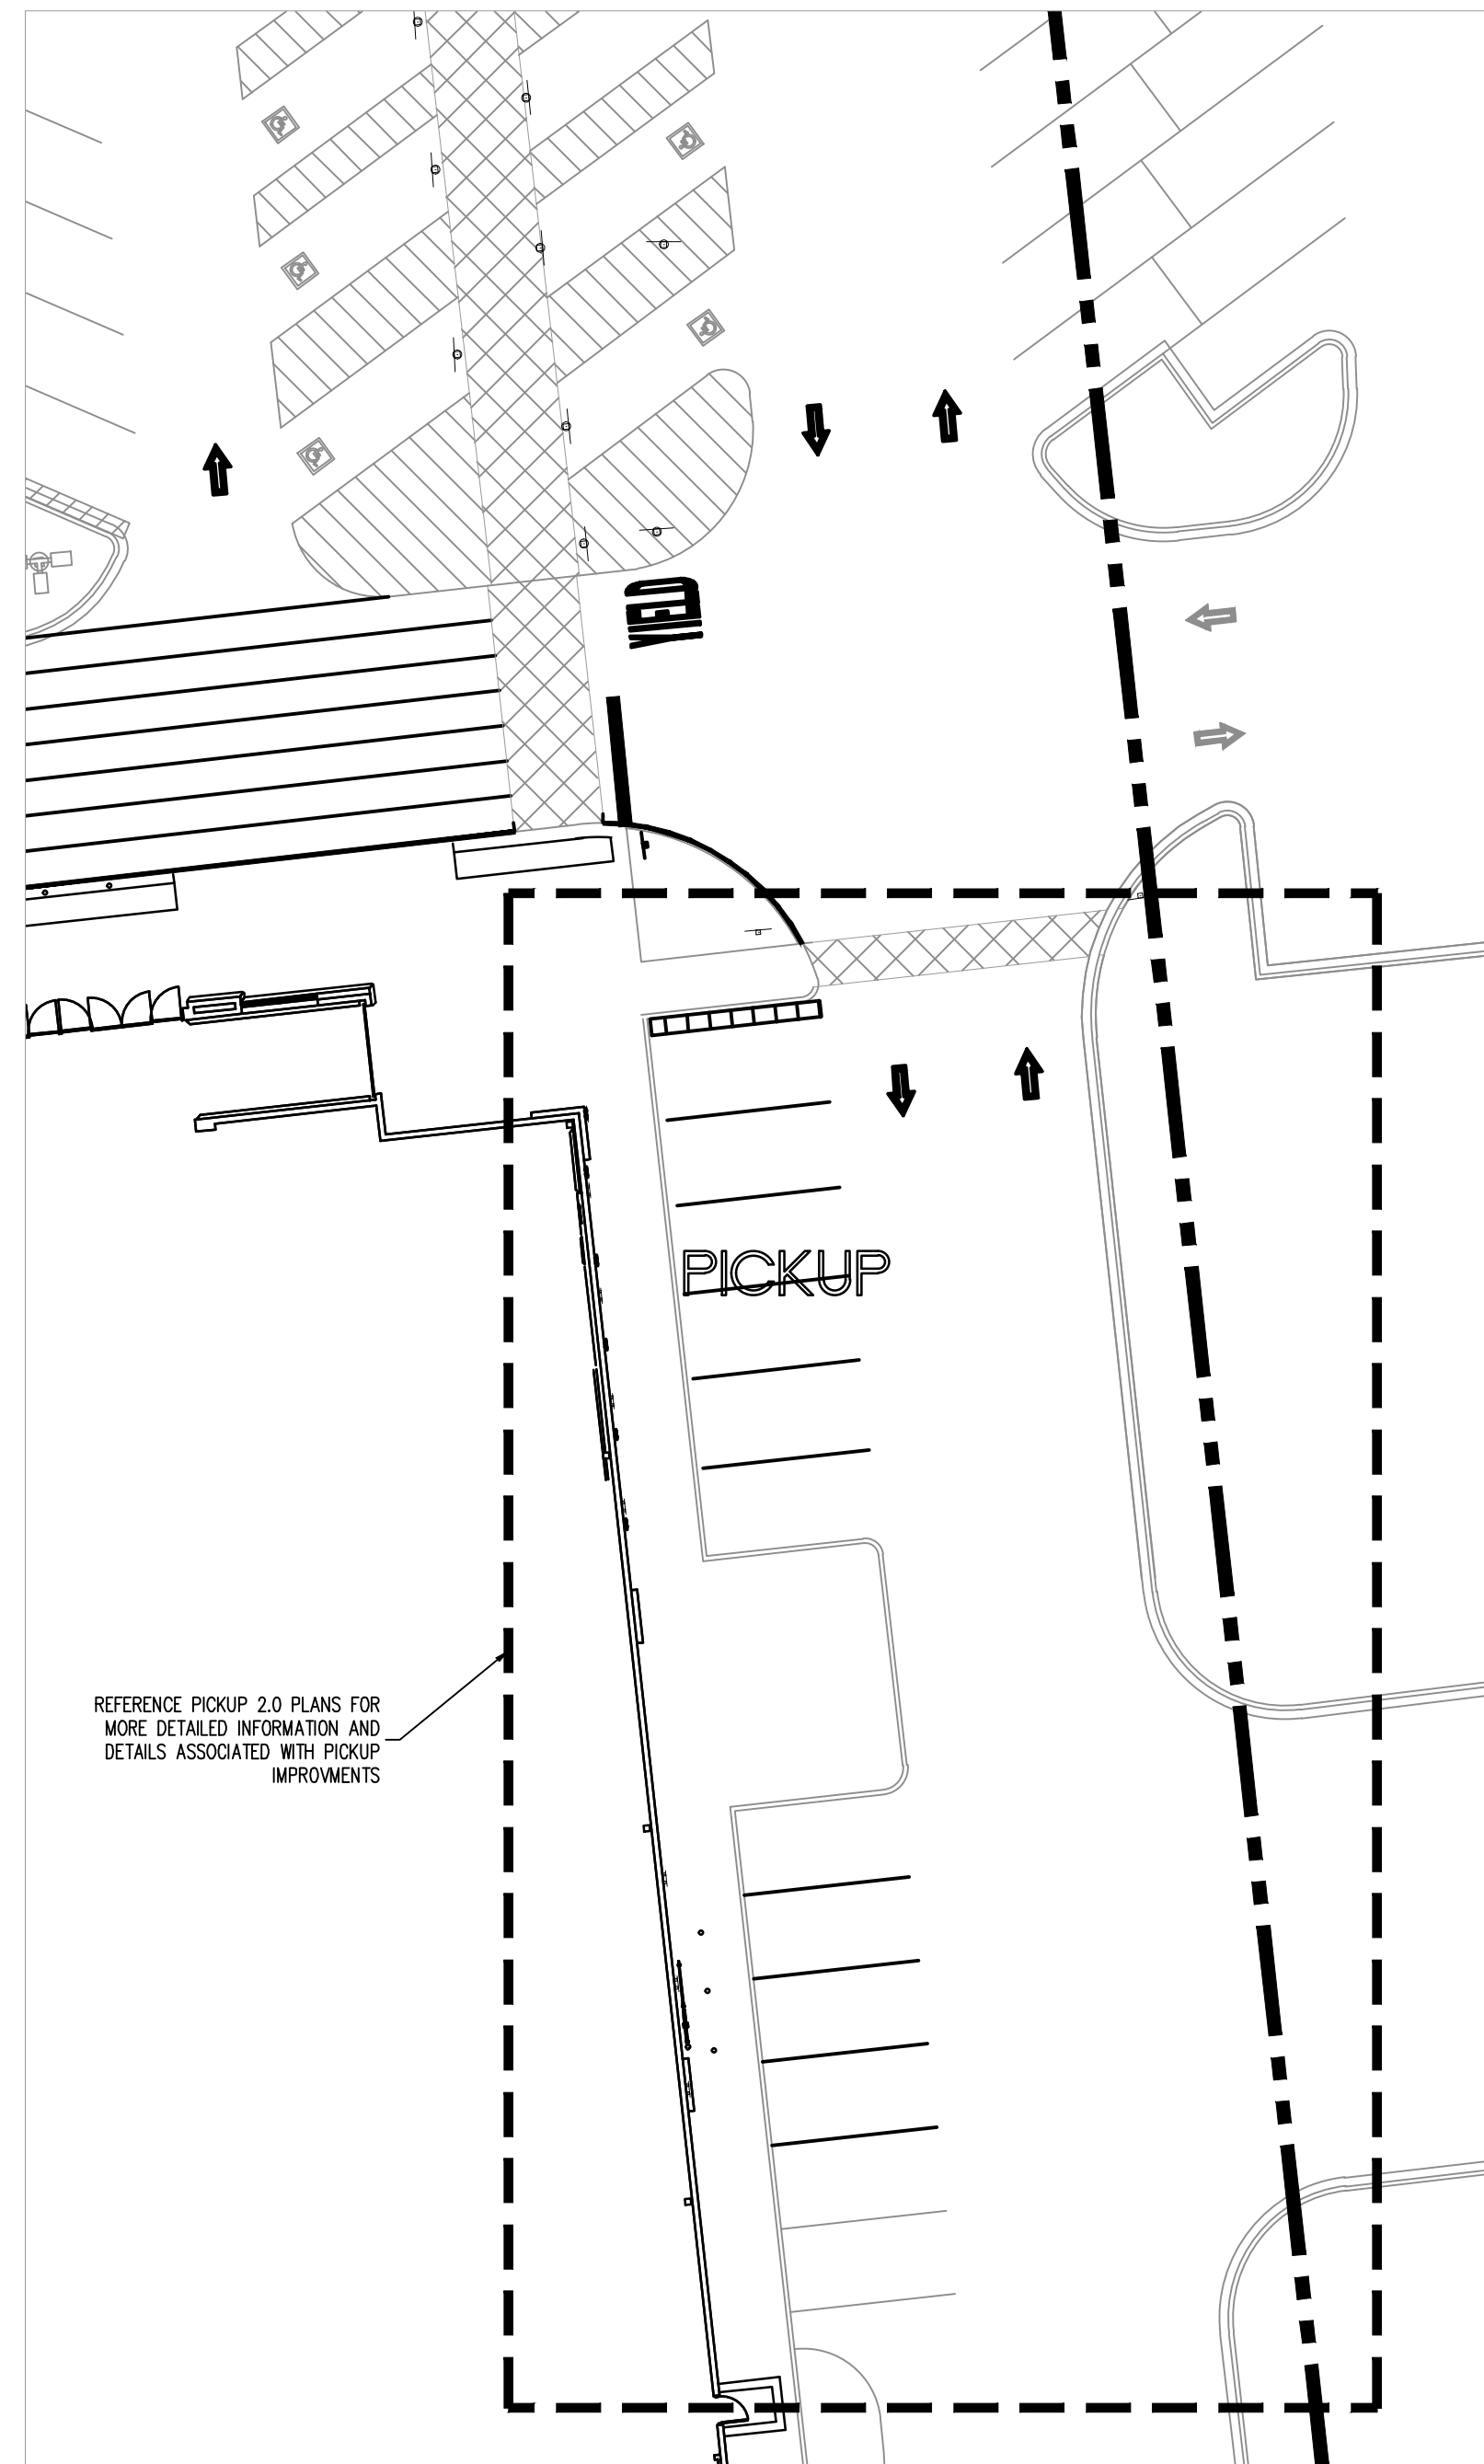 PICKUP
REFERENCE PICKUP 2.0 PLANS FOR
MORE DETAILED INFORMATION AND
DETAILS ASSOCIATED WITH PICKUP
IMPROVMENTS